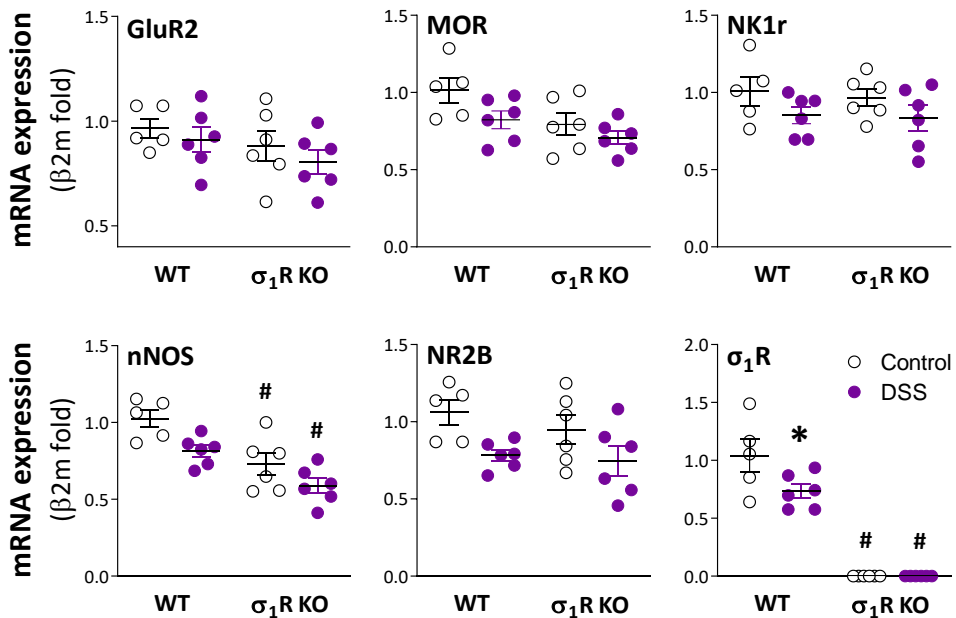 mRNA expression
(β2m fold)
GluR2
1.5
1.0
0.5
WT
σ₁R KO
MOR
1.5
1.0
0.5
0.0
WT
σ₁R KO
NK1r
1.5
1.0
0.5
0.0
WT
σ₁R KO
mRNA expression
(β2m fold)
nNOS
1.5
1.0
0.5
0.0
#
#
WT
σ₁R KO
NR2B
1.5
1.0
0.5
0.0
WT
σ₁R KO
σ₁R
2.0
1.5
1.0
0.5
0.0
Control
DSS
*
#
#
WT
σ₁R KO